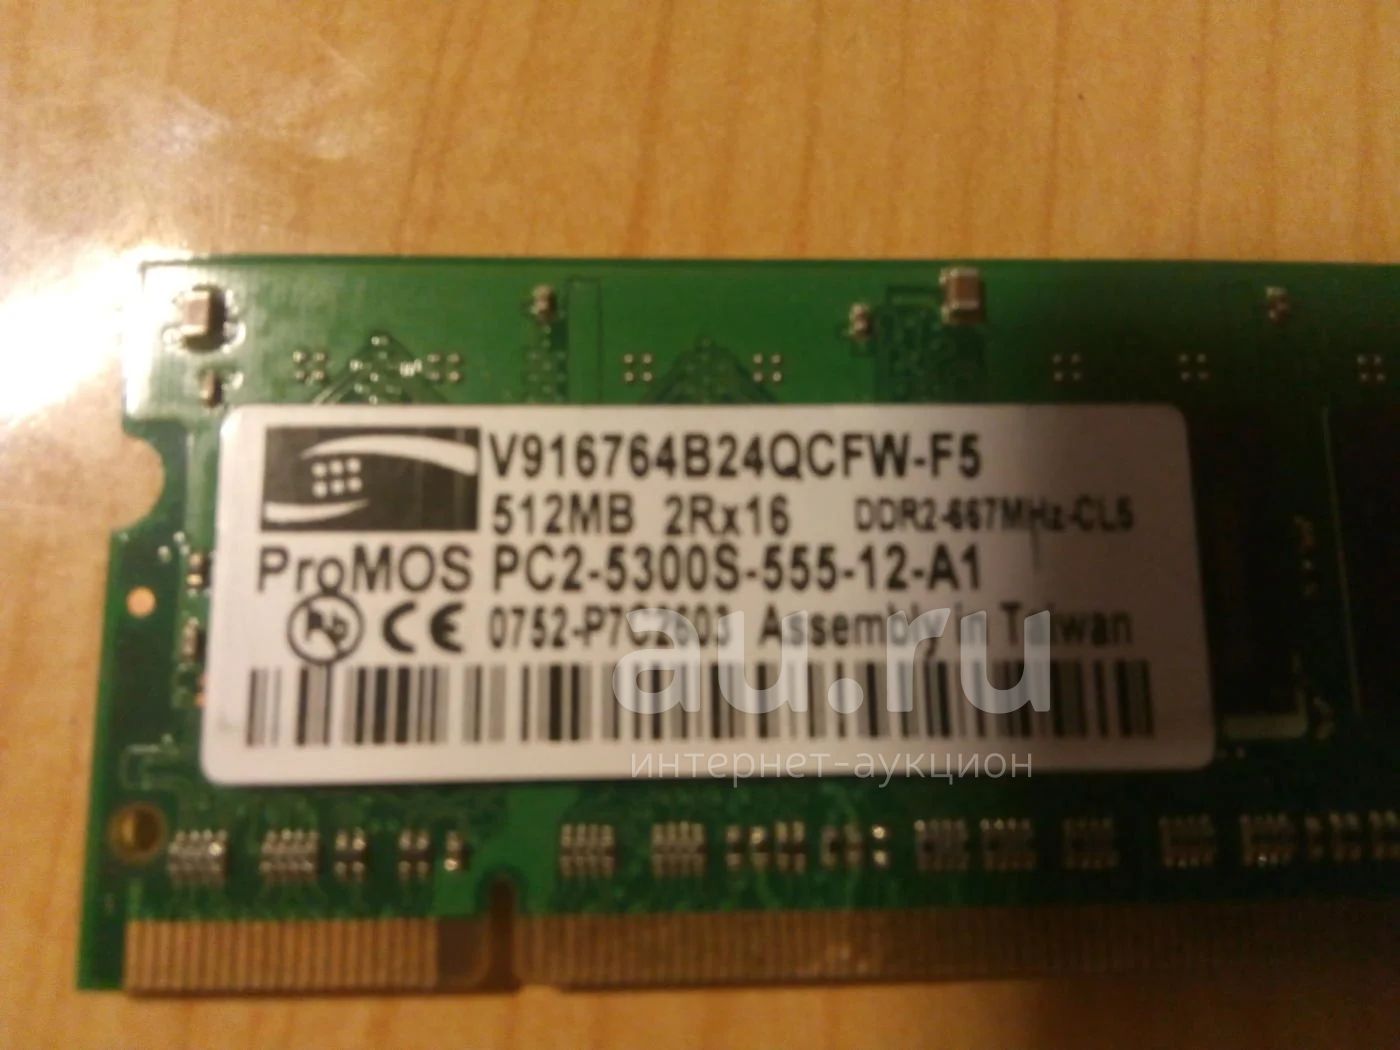 V916764B24QCFW-F5
512MB 2Rx16 DDR2-667MHz-CL5
ProMOS PC2-5300S-555-12-A1
Pb CE 0752-P7C2603 Assembly in Taiwan
au.ru
интернет-аукцион